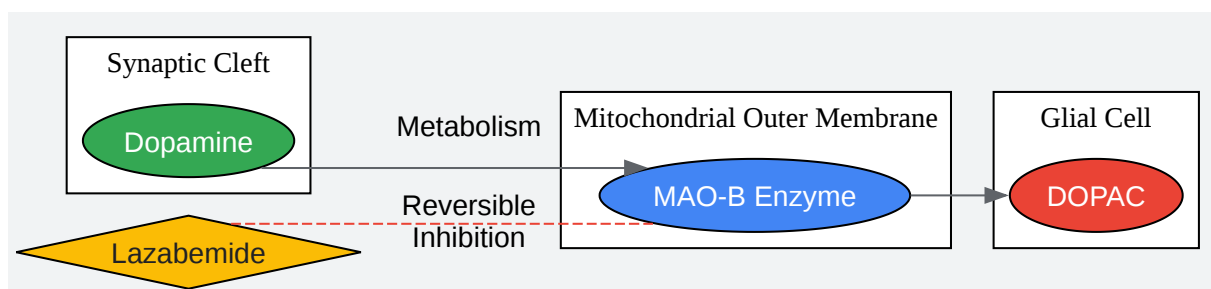 Synaptic Cleft
Dopamine
Metabolism
Mitochondrial Outer Membrane
MAO-B Enzyme
Glial Cell
DOPAC
Reversible
Inhibition
Lazabemide